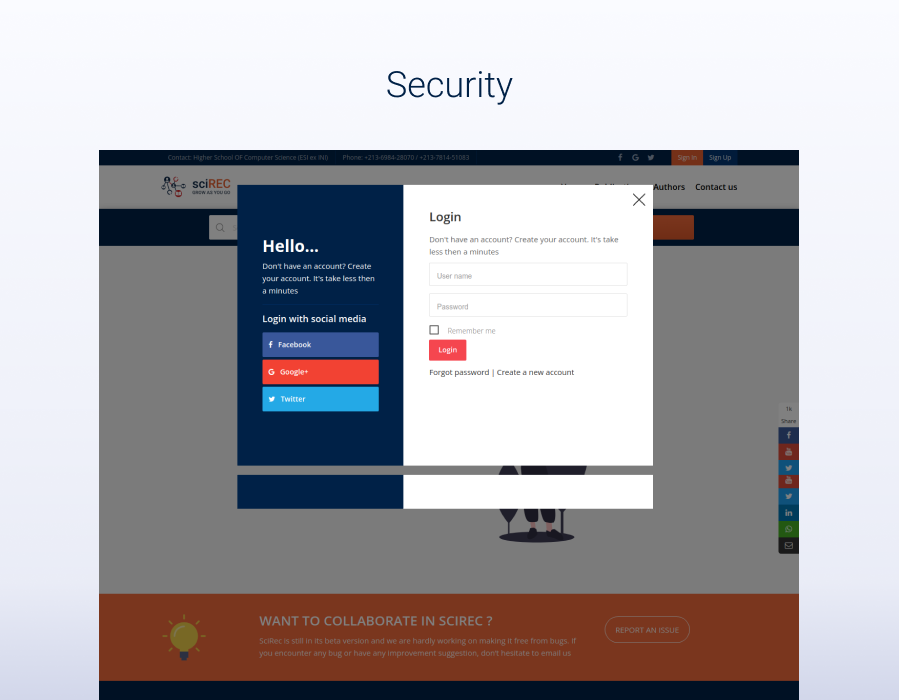 Security
Contact: Higher School OF Computer Science (ESI ex INI)
Phone: +213-6984-28070 / +213-7814-51083
Sign In
Sign Up
sciREC
GROW AS YOU GO
Authors
Contact us
Hello...
Don't have an account? Create
your account. It's take less then
a minutes
Login with social media
Facebook
Google+
Twitter
Login
Don't have an account? Create your account. It's take
less then a minutes
User name
Password
Remember me
Login
Forgot password | Create a new account
1k
Share
WANT TO COLLABORATE IN SCIREC ?
SciRec is still in its beta version and we are hardly working on making it free from bugs. if
you encounter any bug or have any improvement suggestion, don't hesitate to email us
REPORT AN ISSUE